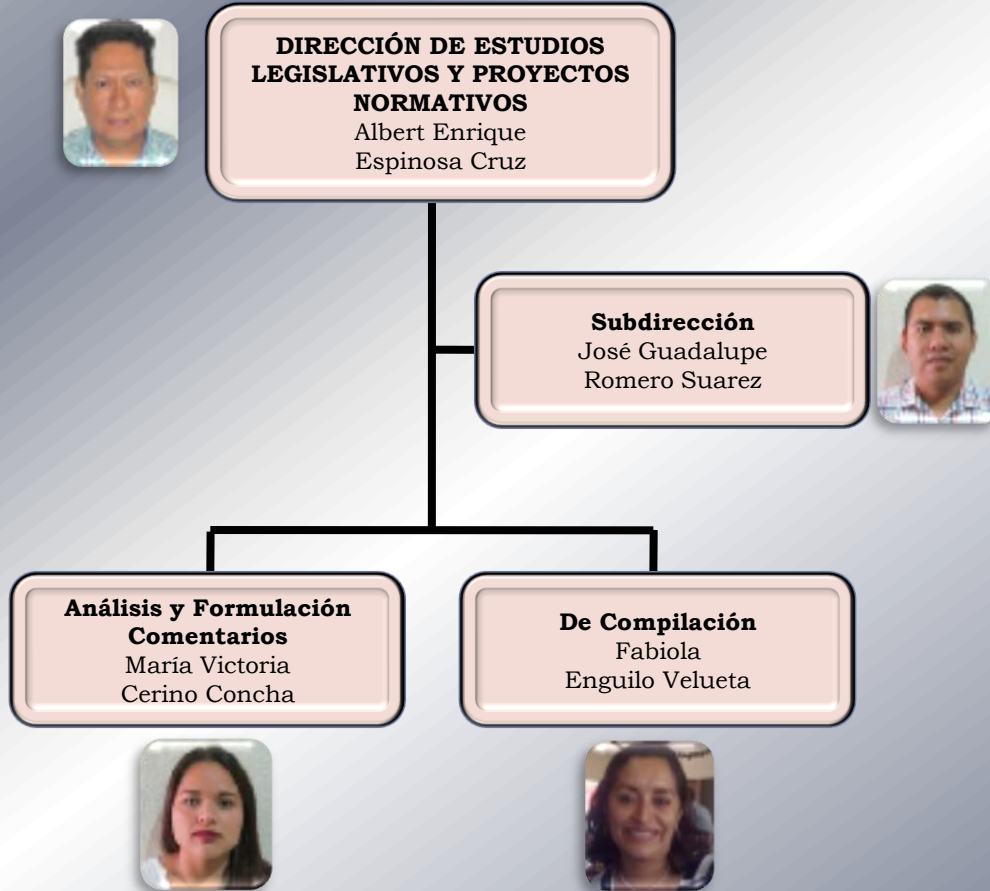 DIRECCIÓN DE ESTUDIOS
LEGISLATIVOS Y PROYECTOS
NORMATIVOS
Albert Enrique
Espinosa Cruz
Subdirección
José Guadalupe
Romero Suarez
Análisis y Formulación
Comentarios
María Victoria
Cerino Concha
De Compilación
Fabiola
Enguilo Velueta